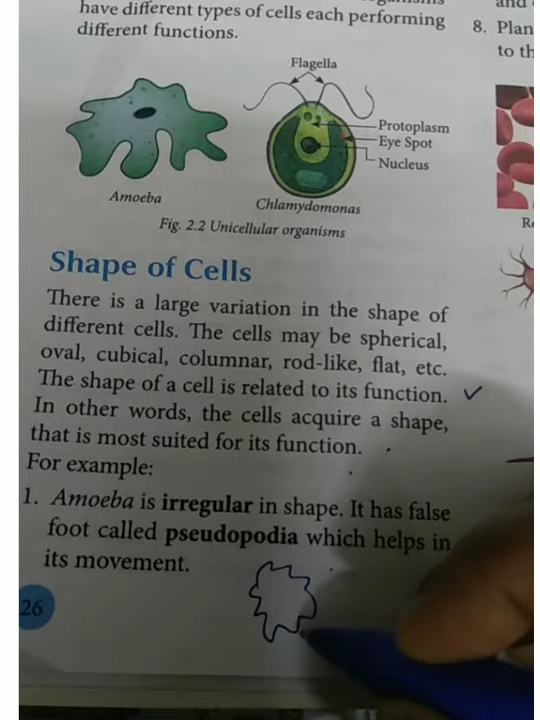 have different types of cells each performing
different functions.
Flagella
Protoplasm
Eye Spot
Nucleus
Amoeba
Chlamydomonas
Fig. 2.2 Unicellular organisms
Shape of Cells
There is a large variation in the shape of
different cells. The cells may be spherical,
oval, cubical, columnar, rod-like, flat, etc.
The shape of a cell is related to its function.
In other words, the cells acquire a shape,
that is most suited for its function.
For example:
1. Amoeba is irregular in shape. It has false
foot called pseudopodia which helps in
its movement.
26
8. Plan
to th